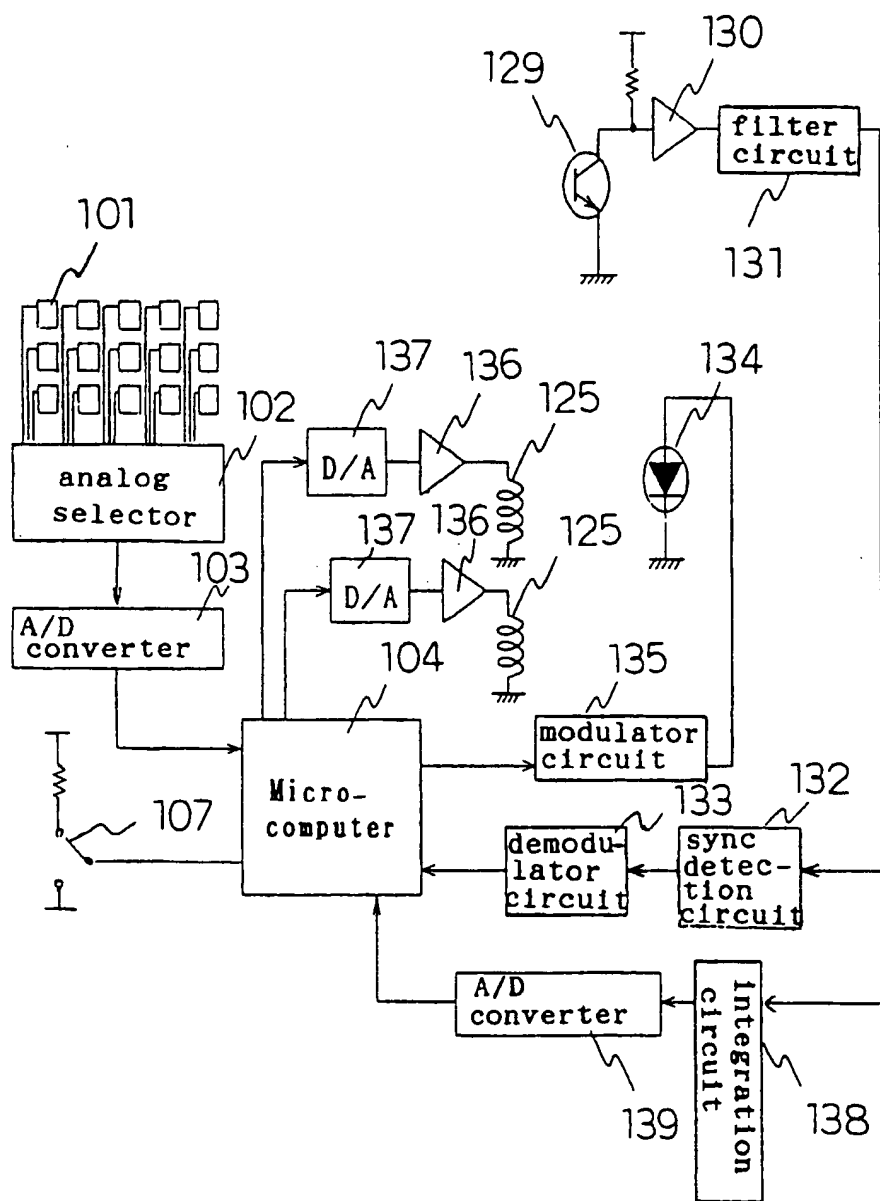 130
129
filter
circuit
131
101
137
136
125
134
102
D/A
analog
selector
137
136
125
103
D/A
A/D
converter
104
135
modulator
circuit
Micro-
computer
107
133
132
demodu-
lator
circuit
sync
detec-
tion
circuit
A/D
converter
integration
circuit
139
138